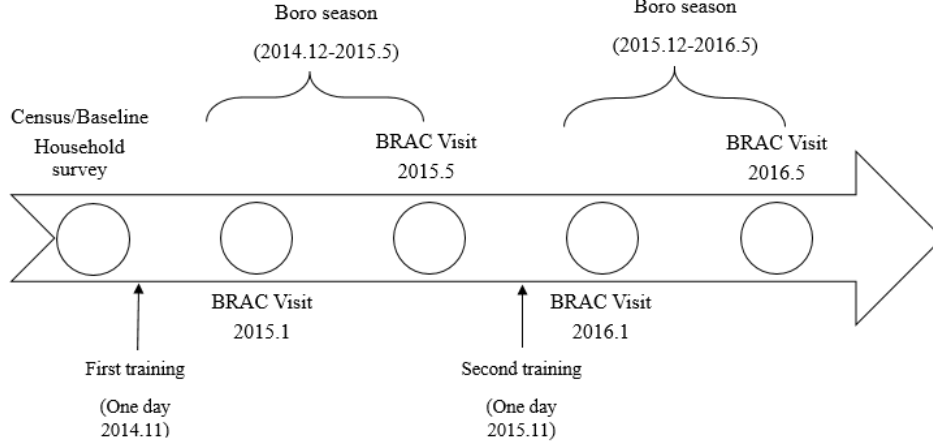 Boro season
(2014.12-2015.5)
Boro season
(2015.12-2016.5)
Census/Baseline
Household
survey
BRAC Visit
2015.5
BRAC Visit
2016.5
BRAC Visit
2015.1
BRAC Visit
2016.1
First training
(One day
2014.11)
Second training
(One day
2015.11)